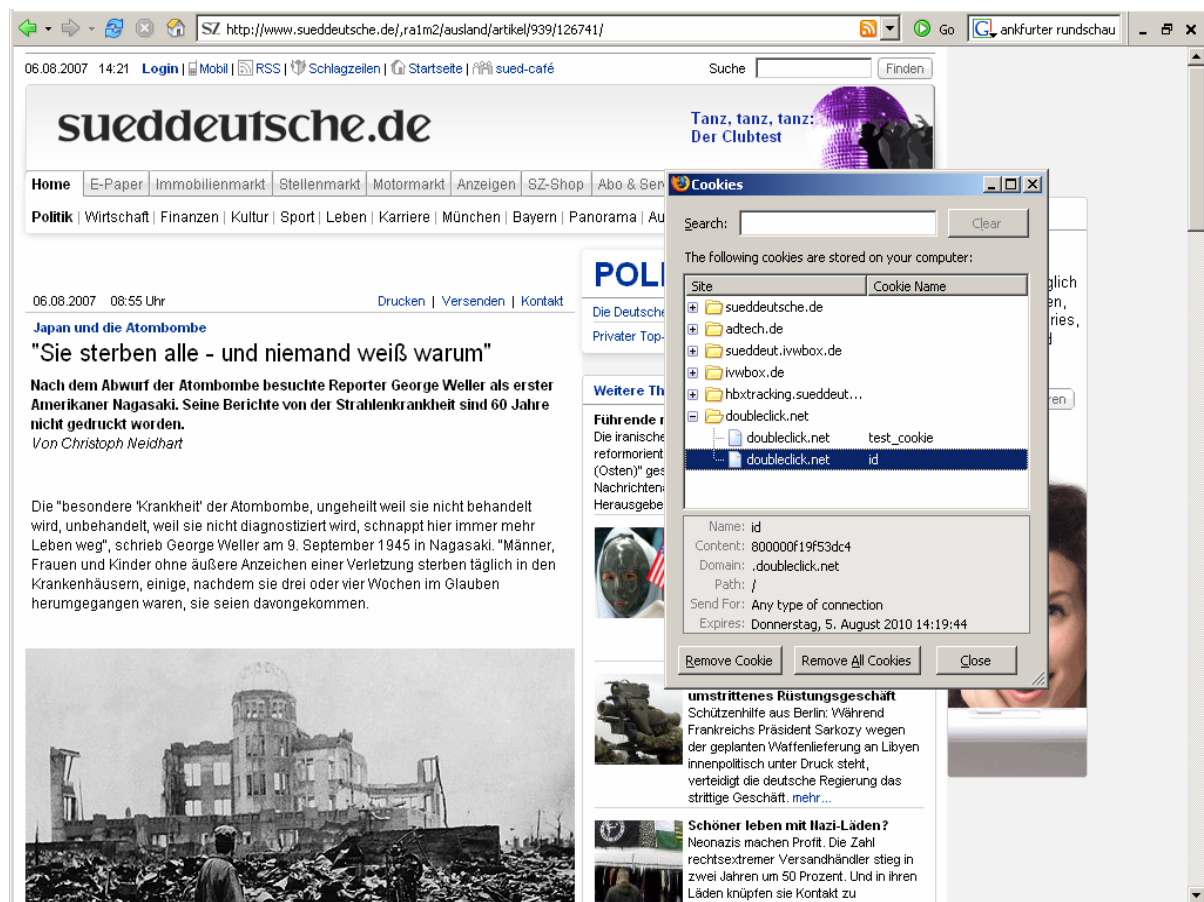 SZ http://www.sueddeutsche.de/,ra1m2/ausland/artikel/939/126741/
Go
G ankfurter rundschau
06.08.2007 14:21 Login | Mobil | RSS | Schlagzeilen | Startseite | sued-café
Suche
Finden
sueddeutsche.de
Tanz, tanz, tanz:
Der Clubtest
Home E-Paper Immobilienmarkt Stellenmarkt Motormarkt Anzeigen SZ-Shop Abo & Ser
Politik | Wirtschaft | Finanzen | Kultur | Sport | Leben | Karriere | München | Bayern | Panorama | Au
06.08.2007 08:55 Uhr
Drucken | Versenden | Kontakt
Japan und die Atombombe
"Sie sterben alle - und niemand weiß warum"
Nach dem Abwurf der Atombombe besuchte Reporter George Weller als erster
Amerikaner Nagasaki. Seine Berichte von der Strahlenkrankheit sind 60 Jahre
nicht gedruckt worden.
Von Christoph Neidhart
Die "besondere 'Krankheit' der Atombombe, ungeheilt weil sie nicht behandelt
wird, unbehandelt, weil sie nicht diagnostiziert wird, schnappt hier immer mehr
Leben weg", schrieb George Weller am 9. September 1945 in Nagasaki. "Männer,
Frauen und Kinder ohne äußere Anzeichen einer Verletzung sterben täglich in den
Krankenhäusern, einige, nachdem sie drei oder vier Wochen im Glauben
herumgegangen waren, sie seien davongekommen.
POLI
Die Deutsche
Privater Top-
Weitere Th
Führende r
Die iranische
reformorient
(Osten)" ges
Nachrichten
Herausgebe
umstrittenes Rüstungsgeschäft
Schützenhilfe aus Berlin: Während
Frankreichs Präsident Sarkozy wegen
der geplanten Waffenlieferung an Libyen
innenpolitisch unter Druck steht,
verteidigt die deutsche Regierung das
strittige Geschäft. mehr...
Schöner leben mit Nazi-Läden?
Neonazis machen Profit. Die Zahl
rechtsextremer Versandhändler stieg in
zwei Jahren um 50 Prozent. Und in ihren
Läden knüpfen sie Kontakt zu
Cookies
Search:
Clear
The following cookies are stored on your computer:
Site Cookie Name
sueddeutsche.de
adtech.de
sueddeut.ivwbox.de
ivwbox.de
hbxtracking.sueddeut...
doubleclick.net
doubleclick.net test_cookie
doubleclick.net id
Name: id
Content: 800000f19f53dc4
Domain: .doubleclick.net
Path: /
Send For: Any type of connection
Expires: Donnerstag, 5. August 2010 14:19:44
Remove Cookie
Remove All Cookies
Close
glich
en,
ries,
ren